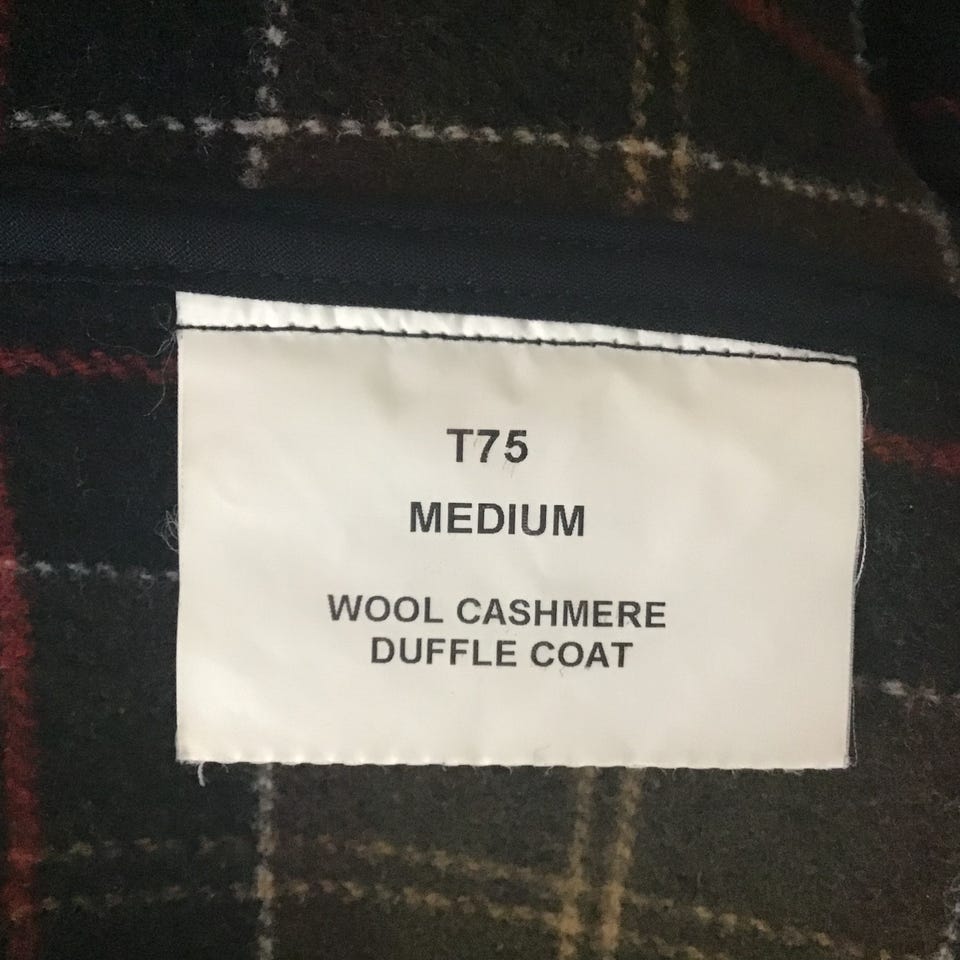 T75
MEDIUM
WOOL CASHMERE
DUFFLE COAT